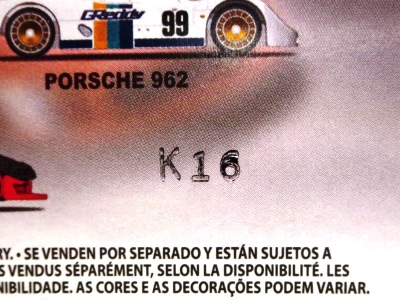 GReddy 99
PORSCHE 962
K16
RY. • SE VENDEN POR SEPARADO Y ESTÁN SUJETOS A
S VENDUS SÉPARÉMENT, SELON LA DISPONIBILITÉ. LES
NIBILIDADE. AS CORES E AS DECORAÇÕES PODEM VARIAR.